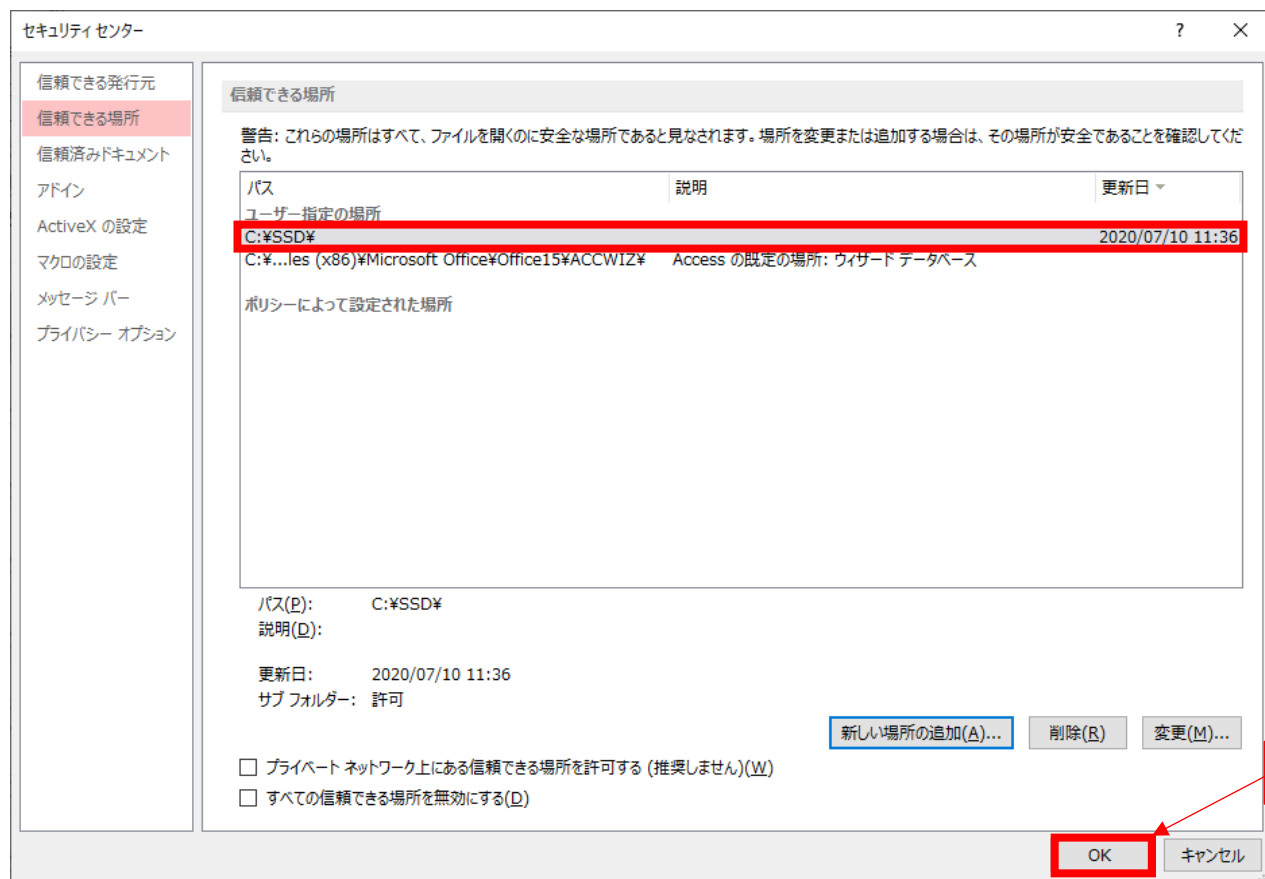 セキュリティ センター
?
信頼できる発行元
信頼できる場所
信頼済みドキュメント
アドイン
ActiveX の設定
マクロの設定
メッセージ バー
プライバシー オプション
信頼できる場所
警告: これらの場所はすべて、ファイルを開くのに安全な場所であると見なされます。場所を変更または追加する場合は、その場所が安全であることを確認してくだ
さい。
パス 説明 更新日
ユーザー指定の場所
C:¥SSD¥ 2020/07/10 11:36
C:¥...les (x86)¥Microsoft Office¥Office15¥ACCWIZ¥ Access の既定の場所: ウィザード データベース
ポリシーによって設定された場所
パス(P): C:¥SSD¥
説明(D):
更新日: 2020/07/10 11:36
サブ フォルダー: 許可
新しい場所の追加(A)... 削除(R) 変更(M)...
プライベート ネットワーク上にある信頼できる場所を許可する (推奨しません)(W)
すべての信頼できる場所を無効にする(D)
OK キャンセル